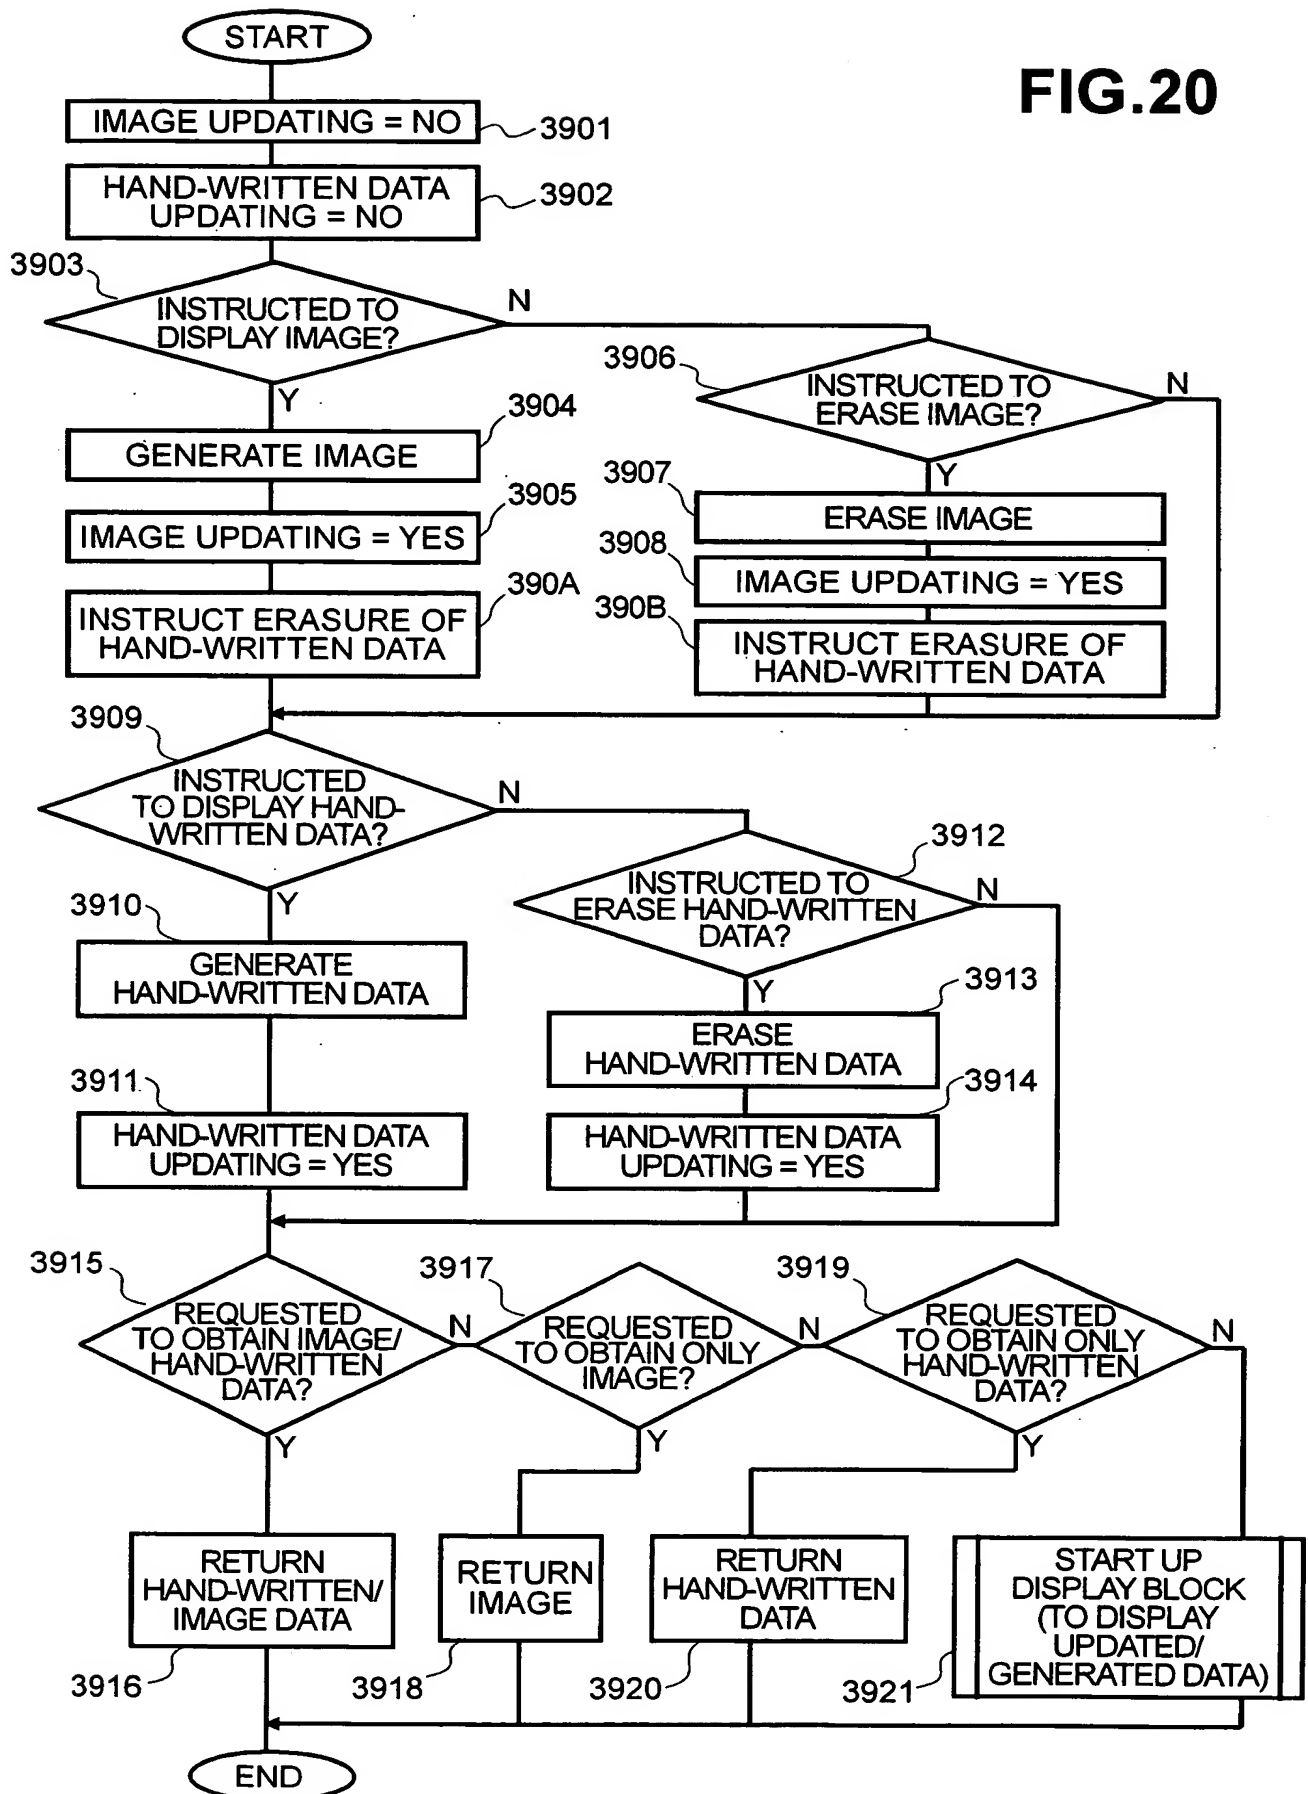 START
FIG.20
IMAGE UPDATING = NO
3901
HAND-WRITTEN DATA
UPDATING = NO
3902
3903
INSTRUCTED TO
DISPLAY IMAGE?
N
Y
3906
INSTRUCTED TO
ERASE IMAGE?
N
Y
3904
GENERATE IMAGE
3907
ERASE IMAGE
3905
IMAGE UPDATING = YES
3908
IMAGE UPDATING = YES
390A
INSTRUCT ERASURE OF
HAND-WRITTEN DATA
390B
INSTRUCT ERASURE OF
HAND-WRITTEN DATA
3909
INSTRUCTED
TO DISPLAY HAND-
WRITTEN DATA?
N
Y
3912
INSTRUCTED TO
ERASE HAND-WRITTEN
DATA?
N
Y
3910
GENERATE
HAND-WRITTEN DATA
3913
ERASE
HAND-WRITTEN DATA
3911
HAND-WRITTEN DATA
UPDATING = YES
3914
HAND-WRITTEN DATA
UPDATING = YES
3915
REQUESTED
TO OBTAIN IMAGE/
HAND-WRITTEN
DATA?
N
Y
3917
REQUESTED
TO OBTAIN ONLY
IMAGE?
N
Y
3919
REQUESTED
TO OBTAIN ONLY
HAND-WRITTEN
DATA?
N
Y
RETURN
HAND-WRITTEN/
IMAGE DATA
3916
RETURN
IMAGE
3918
RETURN
HAND-WRITTEN
DATA
3920
START UP
DISPLAY BLOCK
(TO DISPLAY
UPDATED/
GENERATED DATA)
3921
END